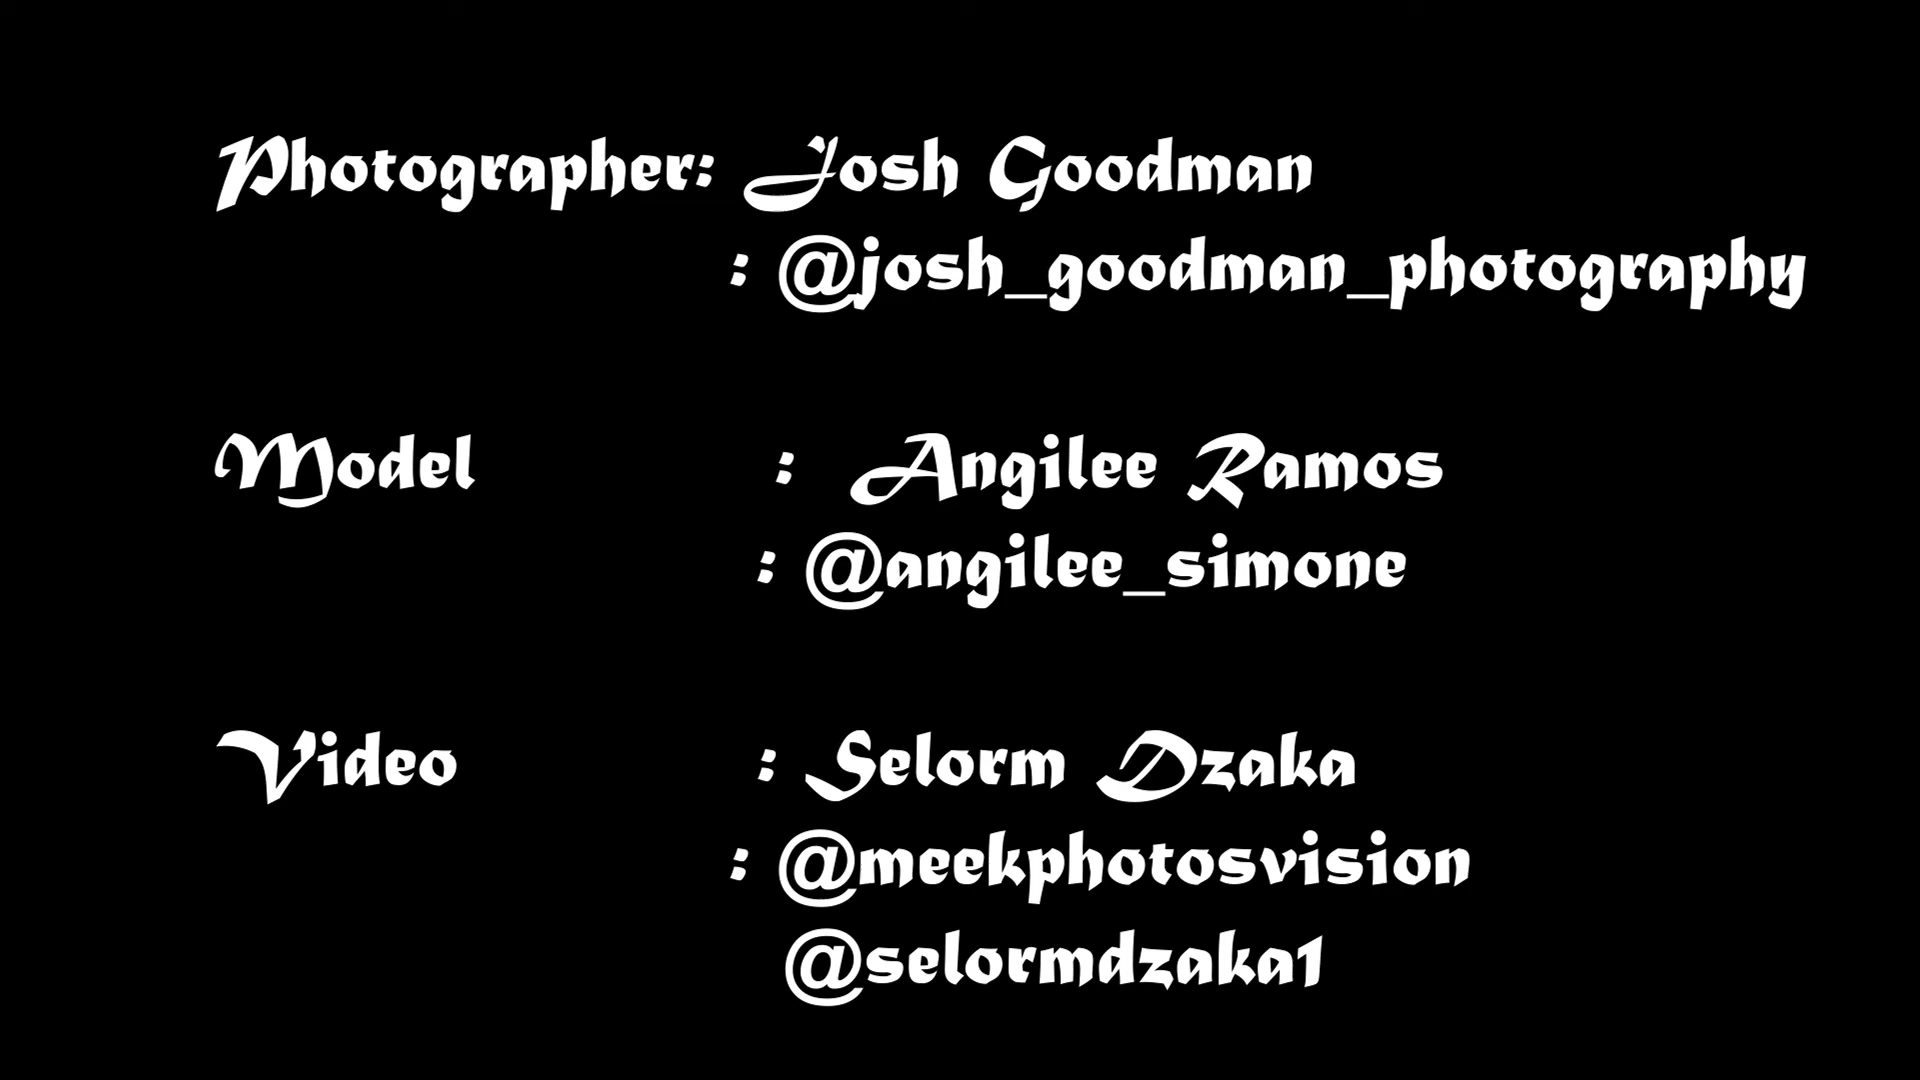 Photographer: Josh Goodman
: @josh_goodman_photography
Model : Angilee Ramos
: @angilee_simone
Video : Selorm Dzaka
: @meekphotosvision
@selormdzaka1